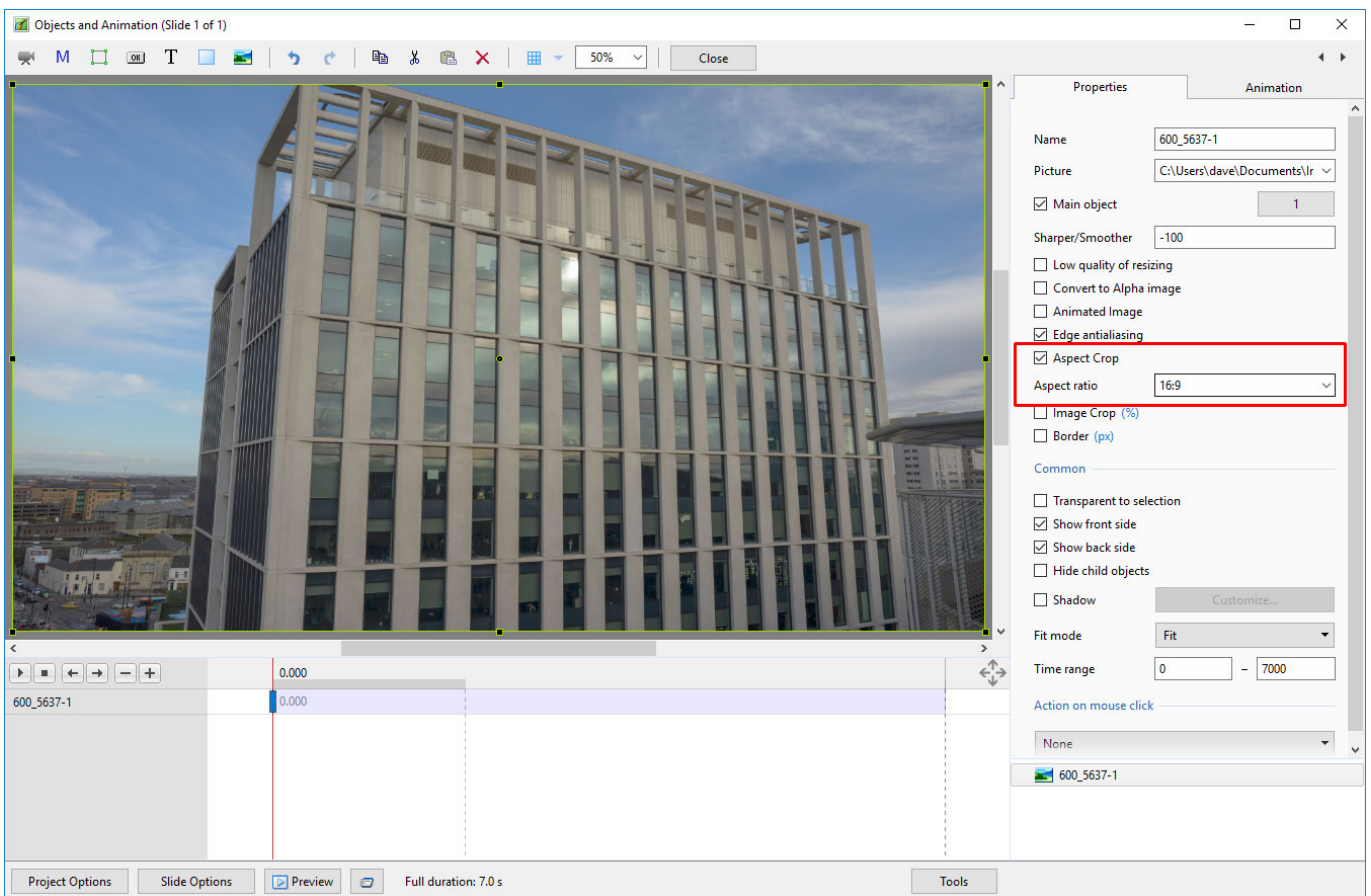 Objects and Animation (Slide 1 of 1)
M OK T 50% Close
Properties Animation
Name 600_5637-1
Picture C:\Users\dave\Documents\Ir
Main object 1
Sharper/Smoother -100
Low quality of resizing
Convert to Alpha image
Animated Image
Edge antialiasing
Aspect Crop
Aspect ratio 16:9
Image Crop (%)
Border (px)
Common
Transparent to selection
Show front side
Show back side
Hide child objects
Shadow Customize...
Fit mode Fit
Time range 0 – 7000
Action on mouse click
None
600_5637-1
0.000
600_5637-1 0.000
Project Options Slide Options Preview Full duration: 7.0 s Tools